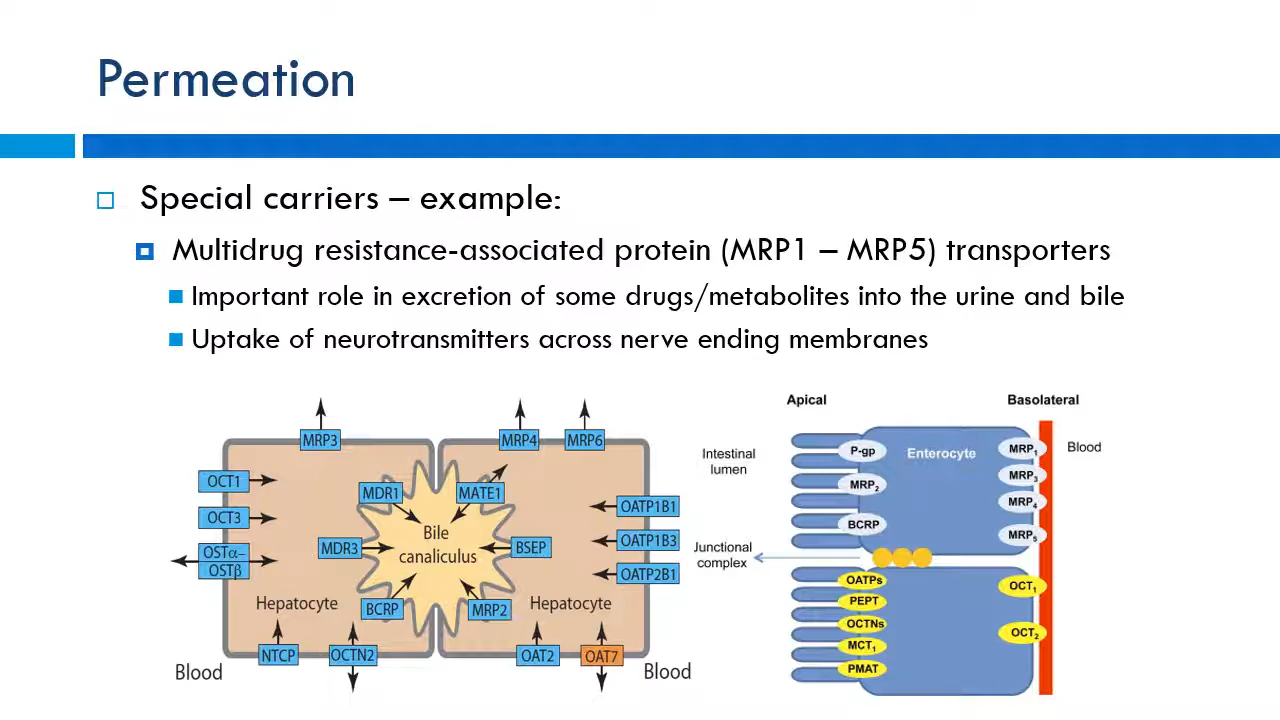 Permeation
Special carriers – example:
Multidrug resistance-associated protein (MRP1 – MRP5) transporters
Important role in excretion of some drugs/metabolites into the urine and bile
Uptake of neurotransmitters across nerve ending membranes
MRP3
MRP4
MRP6
OCT1
OCT3
OSTα–
OSTβ
MDR1
MATE1
MDR3
Bile
canaliculus
BSEP
BCRP
MRP2
OATP1B1
OATP1B3
OATP2B1
Hepatocyte
Hepatocyte
NTCP
OCTN2
OAT2
OAT7
Blood
Blood
Apical
Basolateral
Intestinal
lumen
Enterocyte
Blood
P-gp
MRP2
BCRP
MRP1
MRP3
MRP4
MRP5
Junctional
complex
OATPs
PEPT
OCTNs
MCT1
PMAT
OCT1
OCT2